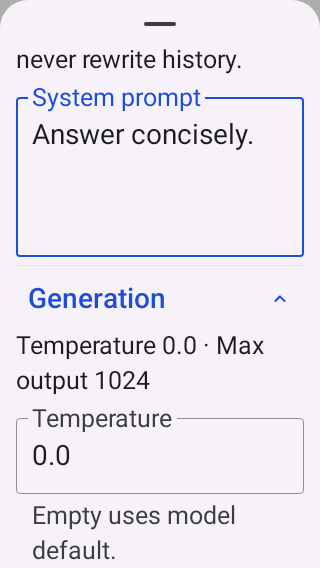 never rewrite history.
System prompt
Answer concisely.
Generation
Temperature 0.0 · Max
output 1024
Temperature
0.0
Empty uses model
default.